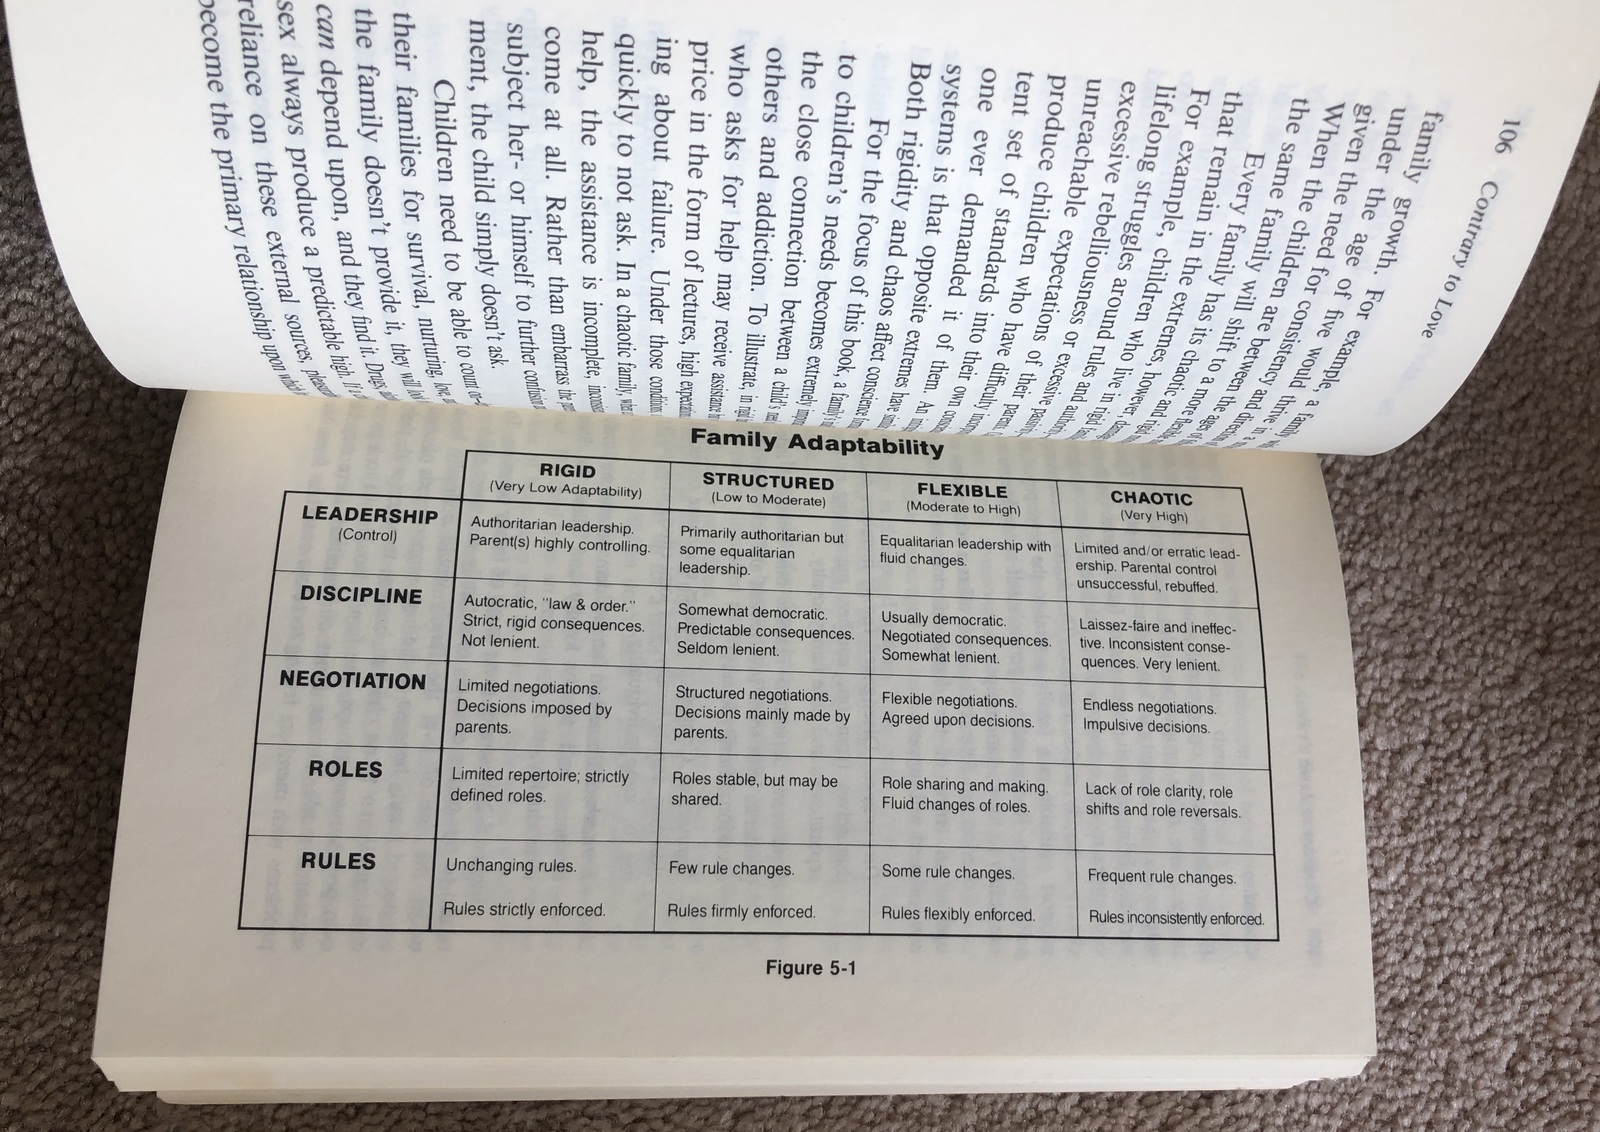 106 Contrary to Love
family growth. For example, a family
under the age of five would
given the need for consistency and
When the children are between
the same family will shift to a more
Every family has its chaotic and rigid
that remain in the extremes, however,
For example, children who live in rigid
lifelong struggles around rules and
excessive rebelliousness or excessive
unreachable expectations of their
produce children who have difficulty
tent set of standards into their own
one ever demanded it of them. An
systems is that opposite extremes have
Both rigidity and chaos affect
For the focus of this book, a family's
to children's needs becomes extremely
the close connection between a child's
others and addiction. To illustrate, in
who asks for help may receive assistance
price in the form of lectures, high
ing about failure. Under those
quickly to not ask. In a chaotic family,
help, the assistance is incomplete,
come at all. Rather than embarrass the
subject her- or himself to further
ment, the child simply doesn't ask.
Children need to be able to count on
their families for survival, nurturing, love,
the family doesn't provide it, they will
can depend upon, and they find it. Drugs
sex always produce a predictable high.
reliance on these external sources,
become the primary relationship upon
Family Adaptability
RIGID
(Very Low Adaptability)
STRUCTURED
(Low to Moderate)
FLEXIBLE
(Moderate to High)
CHAOTIC
(Very High)
LEADERSHIP
(Control)
Authoritarian leadership.
Parent(s) highly controlling.
Primarily authoritarian but
some equalitarian
leadership.
Equalitarian leadership with
fluid changes.
Limited and/or erratic lead-
ership. Parental control
unsuccessful, rebuffed.
DISCIPLINE
Autocratic, "law & order."
Strict, rigid consequences.
Not lenient.
Somewhat democratic.
Predictable consequences.
Seldom lenient.
Usually democratic.
Negotiated consequences.
Somewhat lenient.
Laissez-faire and ineffec-
tive. Inconsistent conse-
quences. Very lenient.
NEGOTIATION
Limited negotiations.
Decisions imposed by
parents.
Structured negotiations.
Decisions mainly made by
parents.
Flexible negotiations.
Agreed upon decisions.
Endless negotiations.
Impulsive decisions.
ROLES
Limited repertoire; strictly
defined roles.
Roles stable, but may be
shared.
Role sharing and making.
Fluid changes of roles.
Lack of role clarity, role
shifts and role reversals.
RULES
Unchanging rules.
Rules strictly enforced.
Few rule changes.
Rules firmly enforced.
Some rule changes.
Rules flexibly enforced.
Frequent rule changes.
Rules inconsistently enforced.
Figure 5-1